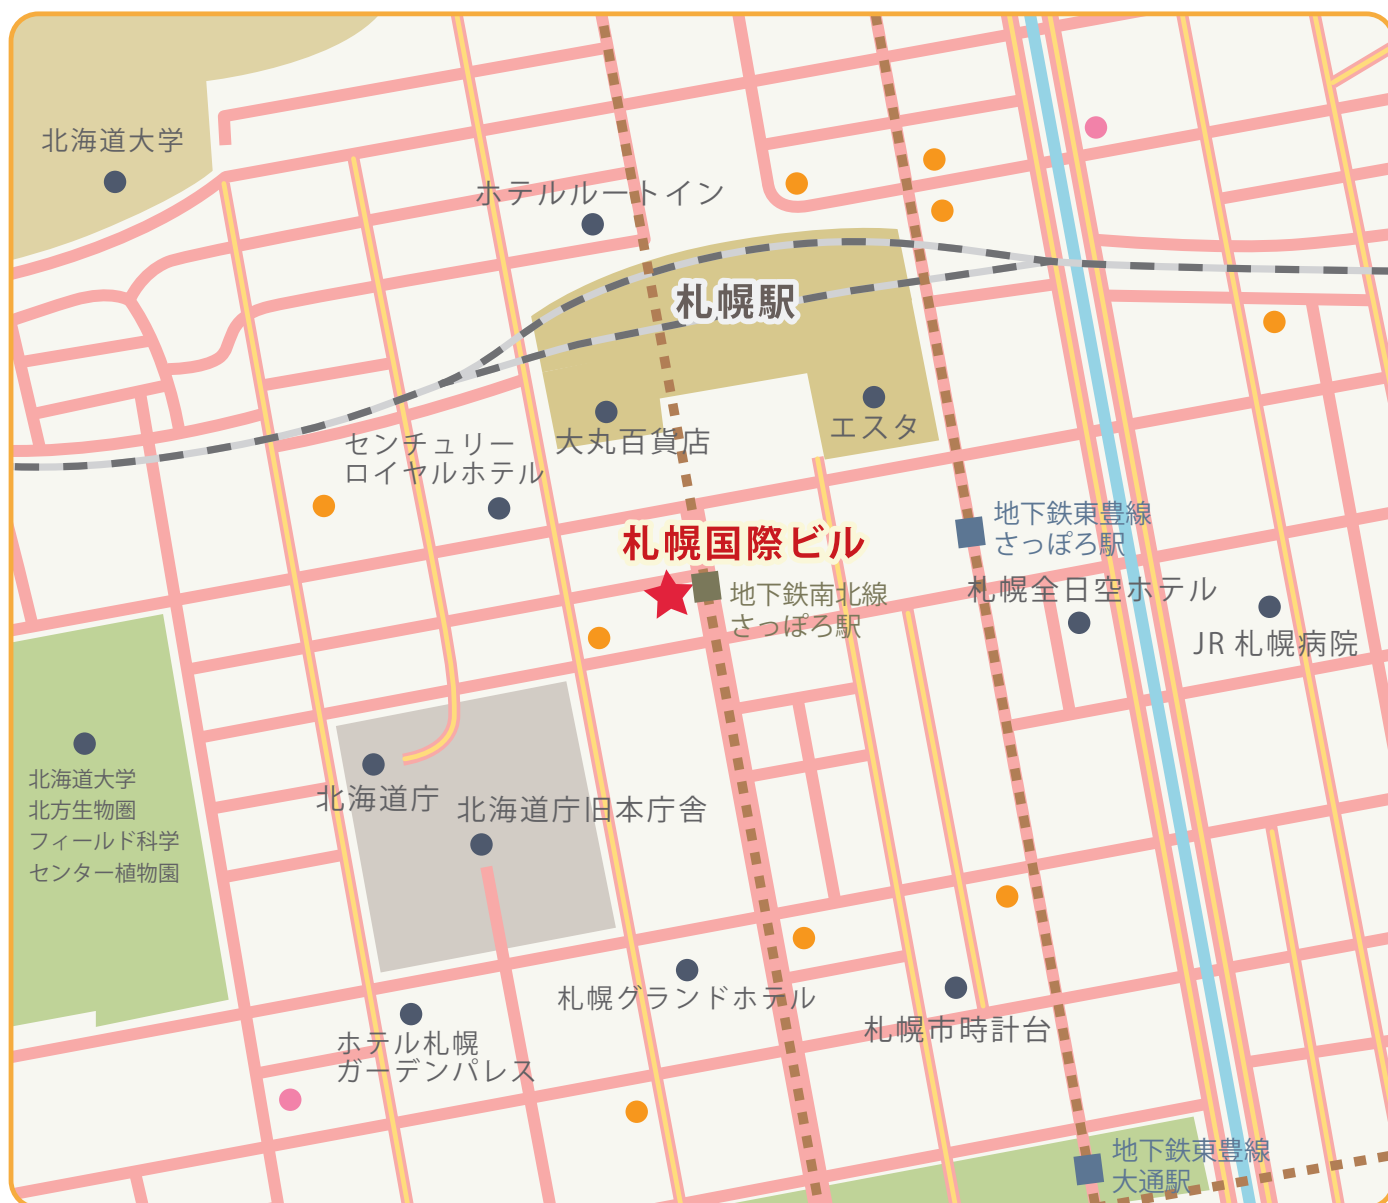 北海道大学
ホテルルートイン
札幌駅
エスタ
大丸百貨店
センチュリー
ロイヤルホテル
札幌国際ビル
地下鉄東豊線
さっぽろ駅
地下鉄南北線
さっぽろ駅
札幌全日空ホテル
JR 札幌病院
北海道大学
北方生物圏
フィールド科学
センター植物園
北海道庁
北海道庁旧本庁舎
札幌グランドホテル
札幌市時計台
ホテル札幌
ガーデンパレス
地下鉄東豊線
大通駅